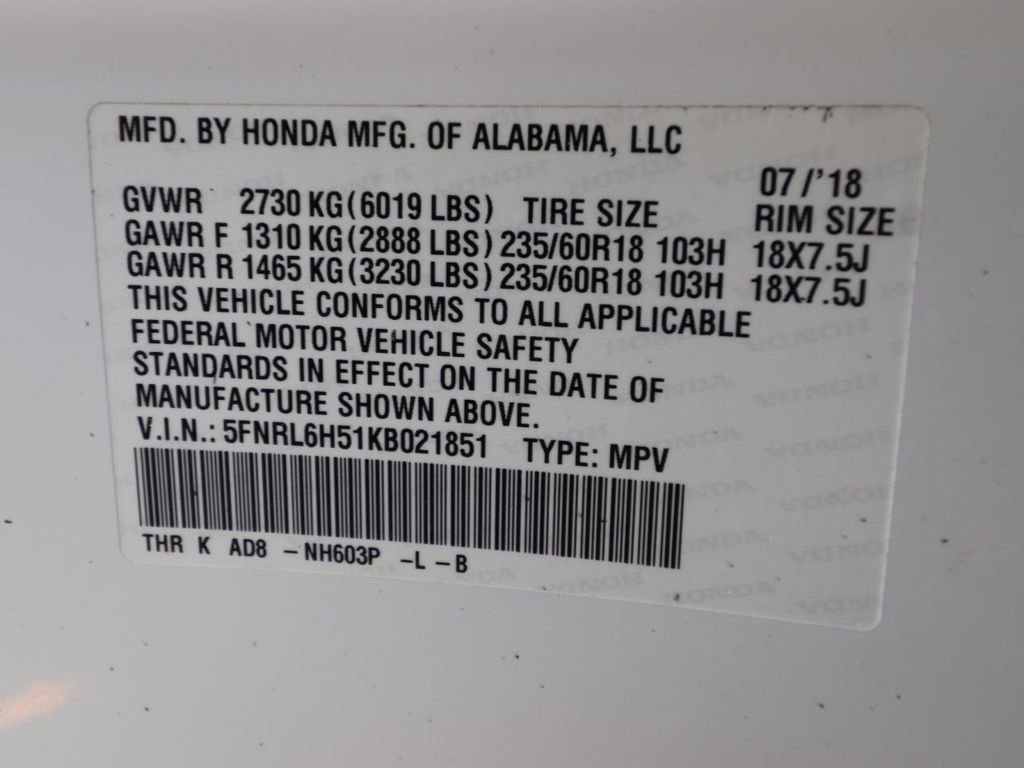 MFD. BY HONDA MFG. OF ALABAMA, LLC
07/'18
GVWR 2730 KG(6019 LBS) TIRE SIZE RIM SIZE
GAWR F 1310 KG(2888 LBS) 235/60R18 103H 18X7.5J
GAWR R 1465 KG(3230 LBS) 235/60R18 103H 18X7.5J
THIS VEHICLE CONFORMS TO ALL APPLICABLE
FEDERAL MOTOR VEHICLE SAFETY
STANDARDS IN EFFECT ON THE DATE OF
MANUFACTURE SHOWN ABOVE.
V.I.N.: 5FNRL6H51KB021851 TYPE: MPV
THR K AD8 -NH603P -L -B